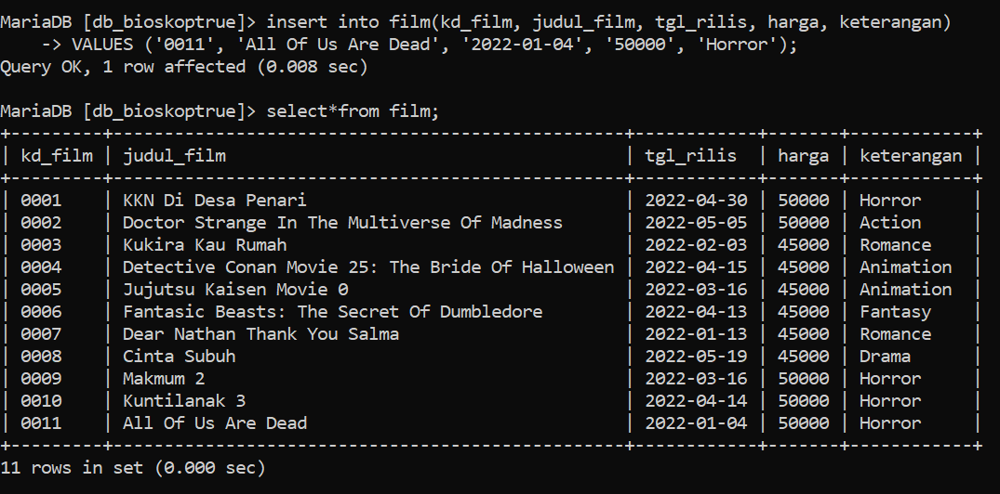 MariaDB [db_bioskoptrue]> insert into film(kd_film, judul_film, tgl_rilis, harga, keterangan)
    -> VALUES ('0011', 'All Of Us Are Dead', '2022-01-04', '50000', 'Horror');
Query OK, 1 row affected (0.008 sec)

MariaDB [db_bioskoptrue]> select*from film;
+---------+--------------------------------------------------+------------+-------+------------+
| kd_film | judul_film                                       | tgl_rilis  | harga | keterangan |
+---------+--------------------------------------------------+------------+-------+------------+
| 0001    | KKN Di Desa Penari                               | 2022-04-30 | 50000 | Horror     |
| 0002    | Doctor Strange In The Multiverse Of Madness      | 2022-05-05 | 50000 | Action     |
| 0003    | Kukira Kau Rumah                                 | 2022-02-03 | 45000 | Romance    |
| 0004    | Detective Conan Movie 25: The Bride Of Halloween | 2022-04-15 | 45000 | Animation  |
| 0005    | Jujutsu Kaisen Movie 0                           | 2022-03-16 | 45000 | Animation  |
| 0006    | Fantasic Beasts: The Secret Of Dumbledore        | 2022-04-13 | 45000 | Fantasy    |
| 0007    | Dear Nathan Thank You Salma                      | 2022-01-13 | 45000 | Romance    |
| 0008    | Cinta Subuh                                      | 2022-05-19 | 45000 | Drama      |
| 0009    | Makmum 2                                         | 2022-03-16 | 50000 | Horror     |
| 0010    | Kuntilanak 3                                     | 2022-04-14 | 50000 | Horror     |
| 0011    | All Of Us Are Dead                               | 2022-01-04 | 50000 | Horror     |
+---------+--------------------------------------------------+------------+-------+------------+
11 rows in set (0.000 sec)